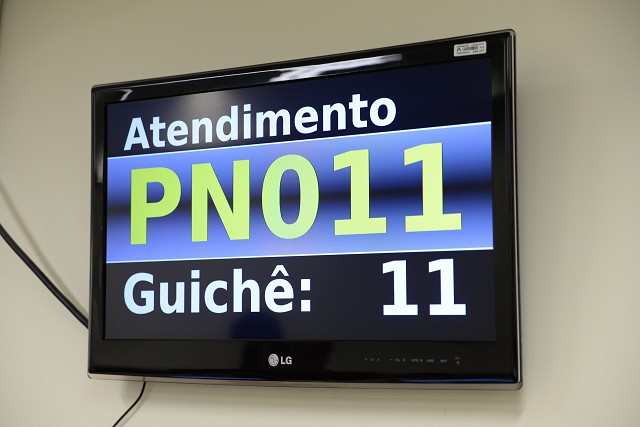 Atendimento
PN011
Guichê: 11
LG